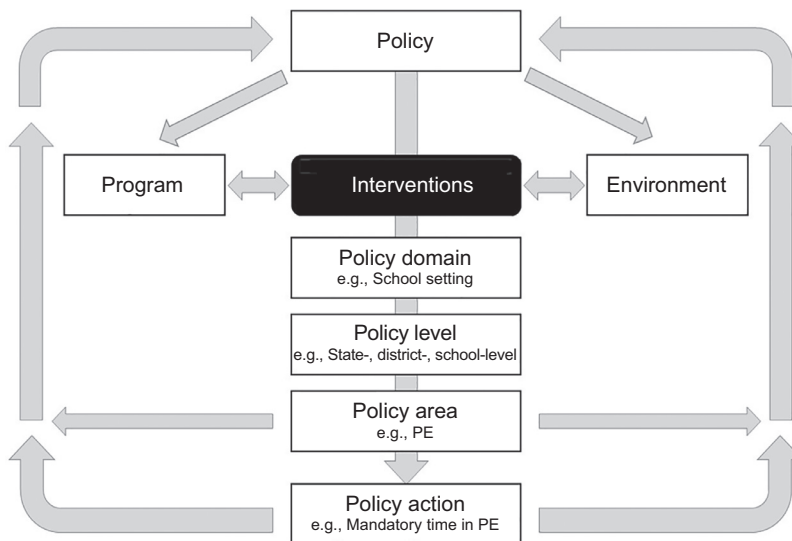 Policy
Program
Interventions
Environment
Policy domain
e.g., School setting
Policy level
e.g., State-, district-, school-level
Policy area
e.g., PE
Policy action
e.g., Mandatory time in PE